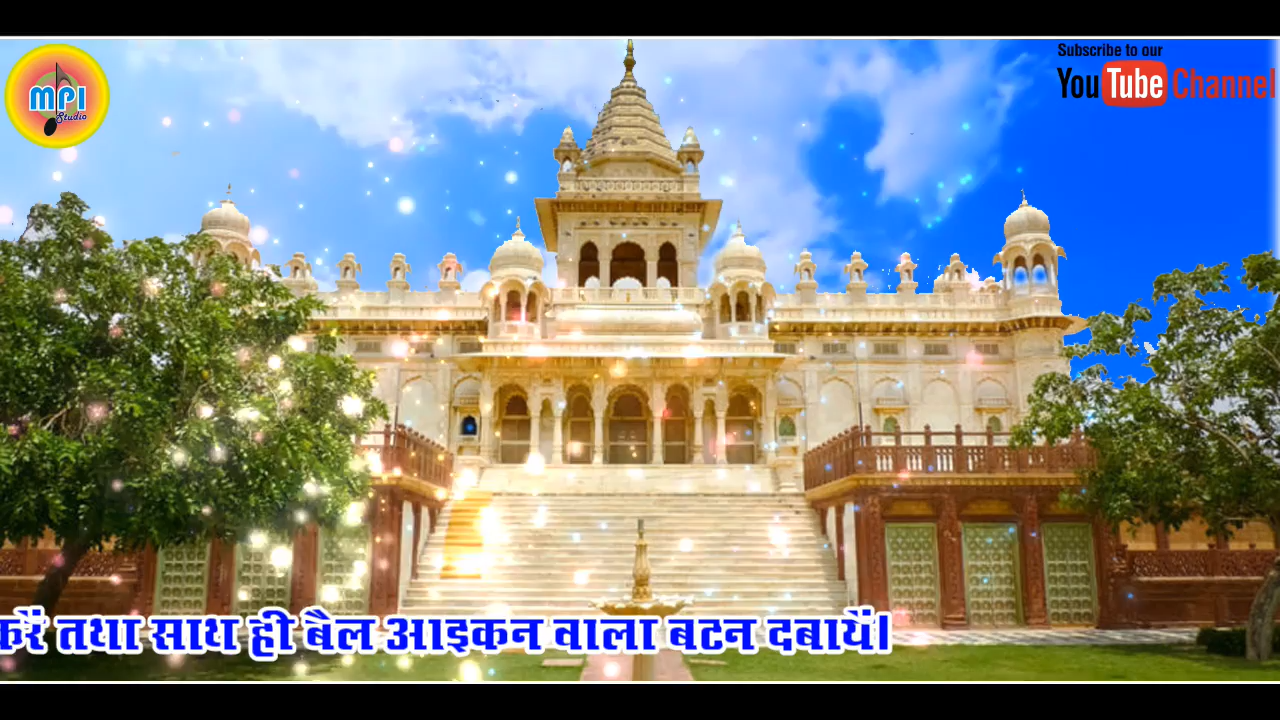 MPI
Studio
Subscribe to our
YouTube Channel
करें तथा साथ ही बैल आइकन वाला बटन दबायें।